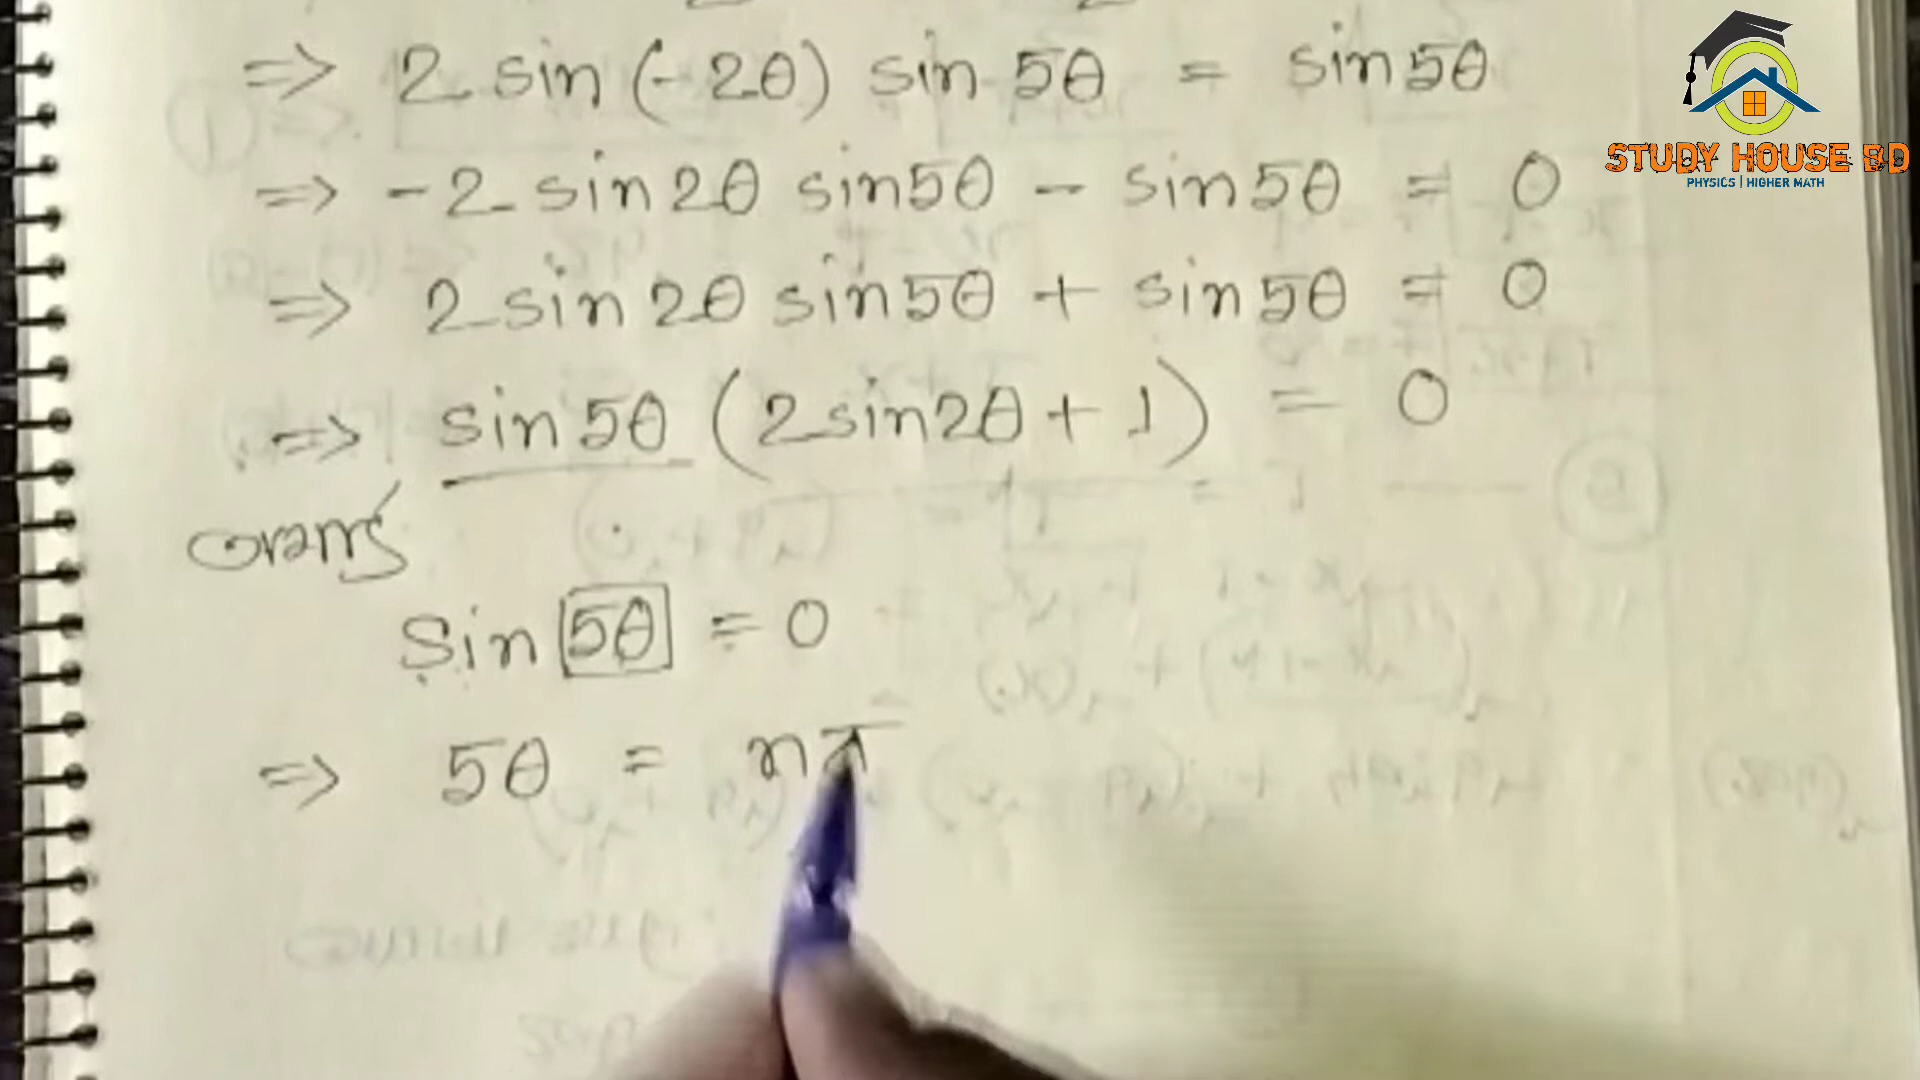 ⇒ 2 sin (- 2θ) sin 5θ = sin 5θ
⇒ -2 sin 2θ sin 5θ - sin 5θ = 0
⇒ 2 sin 2θ sin 5θ + sin 5θ = 0
⇒ sin 5θ (2 sin 2θ + 1) = 0
Sin 5θ = 0
⇒ 5θ = nπ
STUDY HOUSE BD
PHYSICS | HIGHER MATH